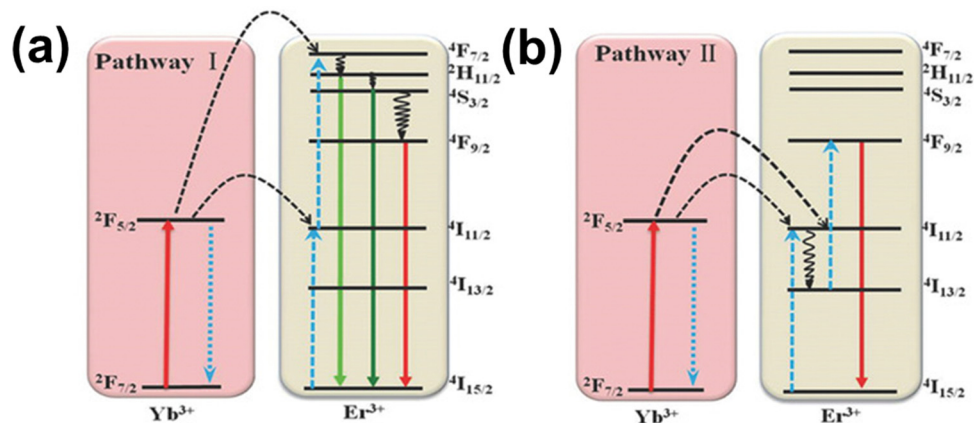 (a)
Pathway I
²F₅/₂
²F₇/₂
Yb³⁺
⁴F₇/₂
²H₁₁/₂
⁴S₃/₂
⁴F₉/₂
⁴I₁₁/₂
⁴I₁₃/₂
⁴I₁₅/₂
Er³⁺
(b)
Pathway II
²F₅/₂
²F₇/₂
Yb³⁺
⁴F₇/₂
²H₁₁/₂
⁴S₃/₂
⁴F₉/₂
⁴I₁₁/₂
⁴I₁₃/₂
⁴I₁₅/₂
Er³⁺